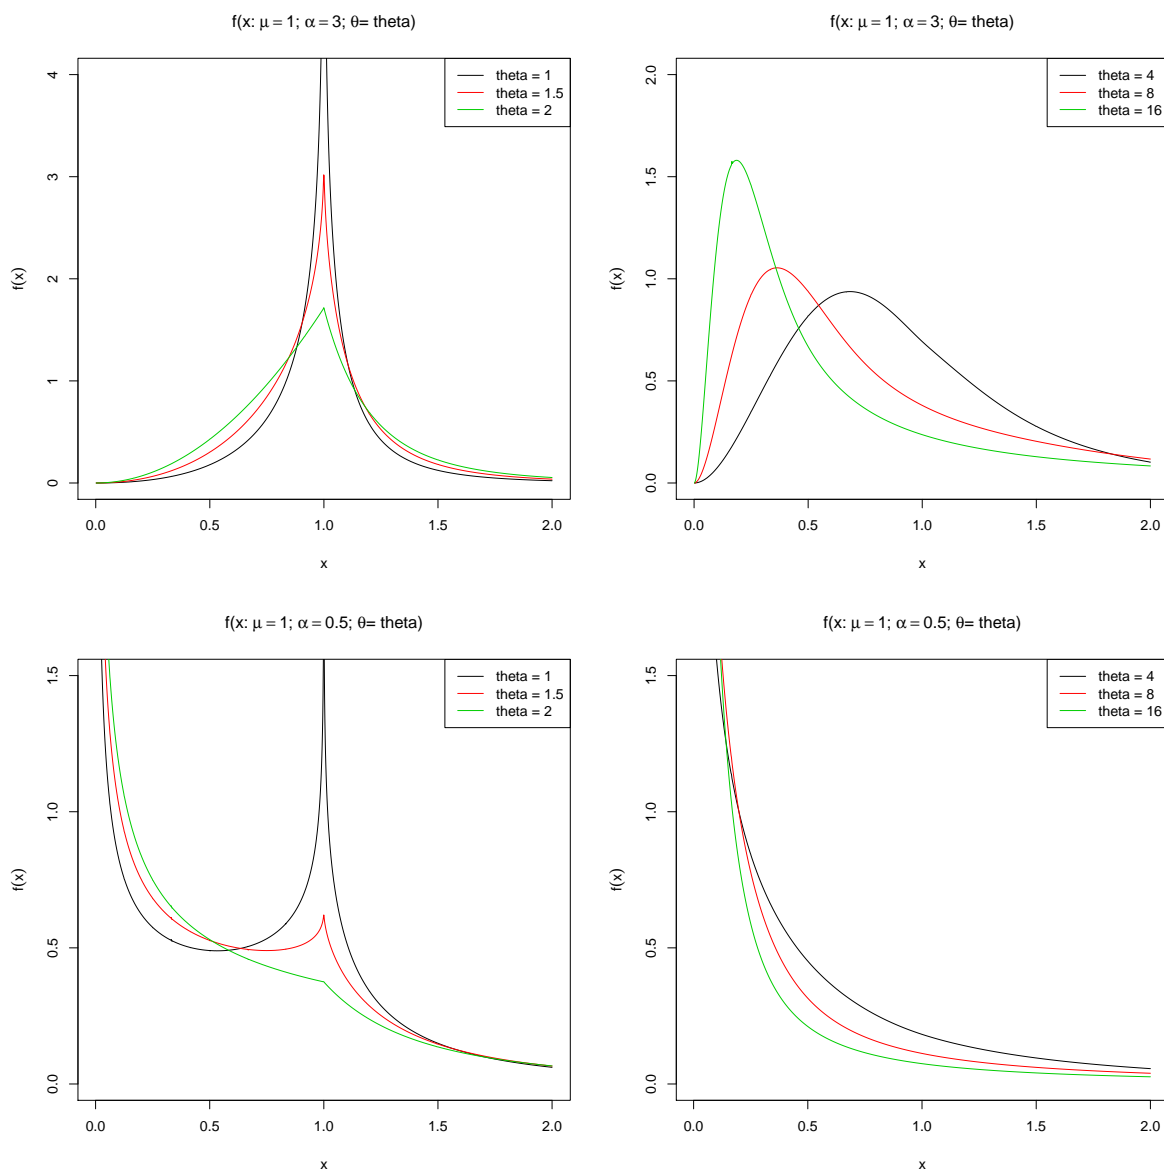 f(x: μ = 1; α = 3; θ= theta)
4
3
2
1
0
f(x)
theta = 1
theta = 1.5
theta = 2
0.0 0.5 1.0 1.5 2.0
x
f(x: μ = 1; α = 3; θ= theta)
2.0
1.5
1.0
0.5
0.0
f(x)
theta = 4
theta = 8
theta = 16
0.0 0.5 1.0 1.5 2.0
x
f(x: μ = 1; α = 0.5; θ= theta)
1.5
1.0
0.5
0.0
f(x)
theta = 1
theta = 1.5
theta = 2
0.0 0.5 1.0 1.5 2.0
x
f(x: μ = 1; α = 0.5; θ= theta)
1.5
1.0
0.5
0.0
f(x)
theta = 4
theta = 8
theta = 16
0.0 0.5 1.0 1.5 2.0
x